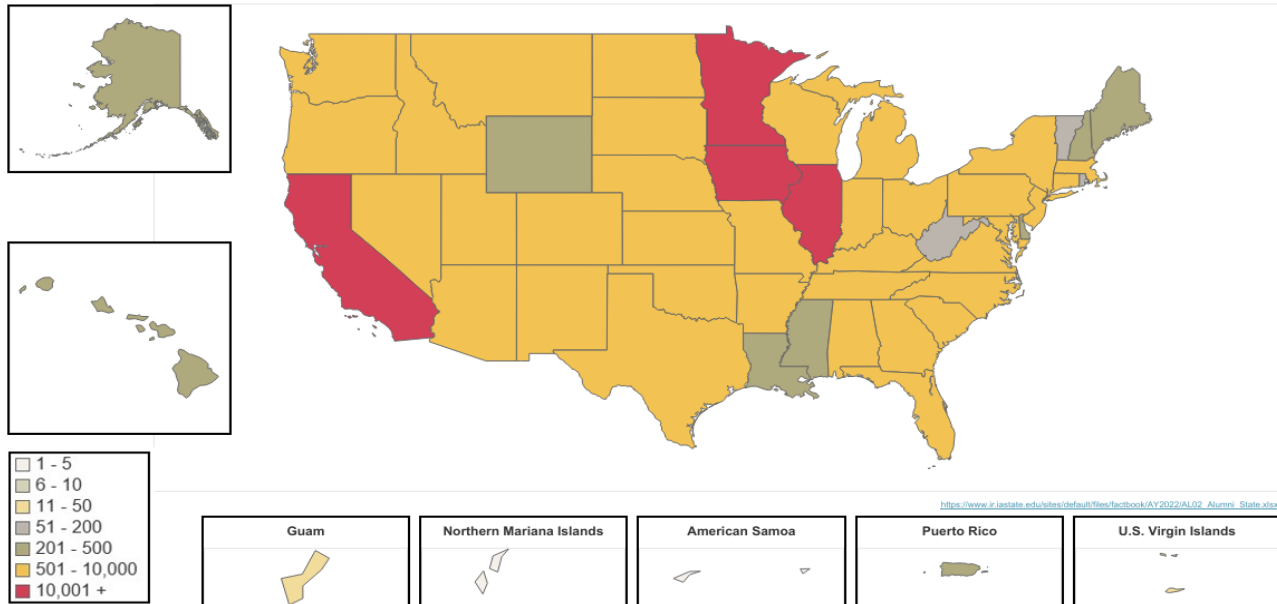 1 - 5
6 - 10
11 - 50
51 - 200
201 - 500
501 - 10,000
10,001 +
https://www.ir.iastate.edu/sites/default/files/factbook/AY2022/AL02_Alumni_State.xlsx
Guam
Northern Mariana Islands
American Samoa
Puerto Rico
U.S. Virgin Islands